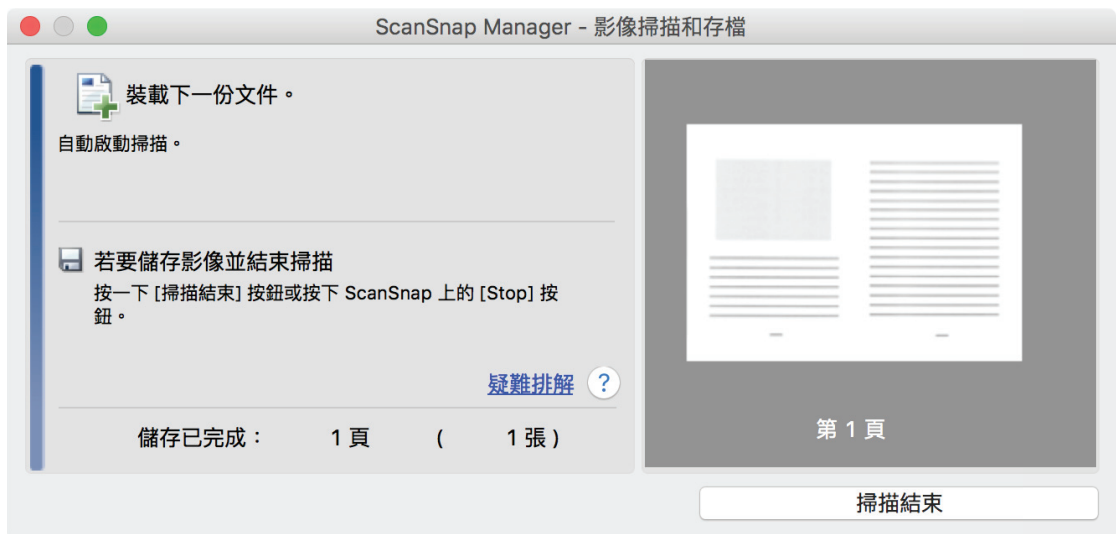 ScanSnap Manager - 影像掃描和存檔
裝載下一份文件。
自動啟動掃描。
若要儲存影像並結束掃描
按一下 [掃描結束] 按鈕或按下 ScanSnap 上的 [Stop] 按
鈕。
疑難排解 ?
儲存已完成： 1 頁 ( 1 張 )
第 1 頁
掃描結束